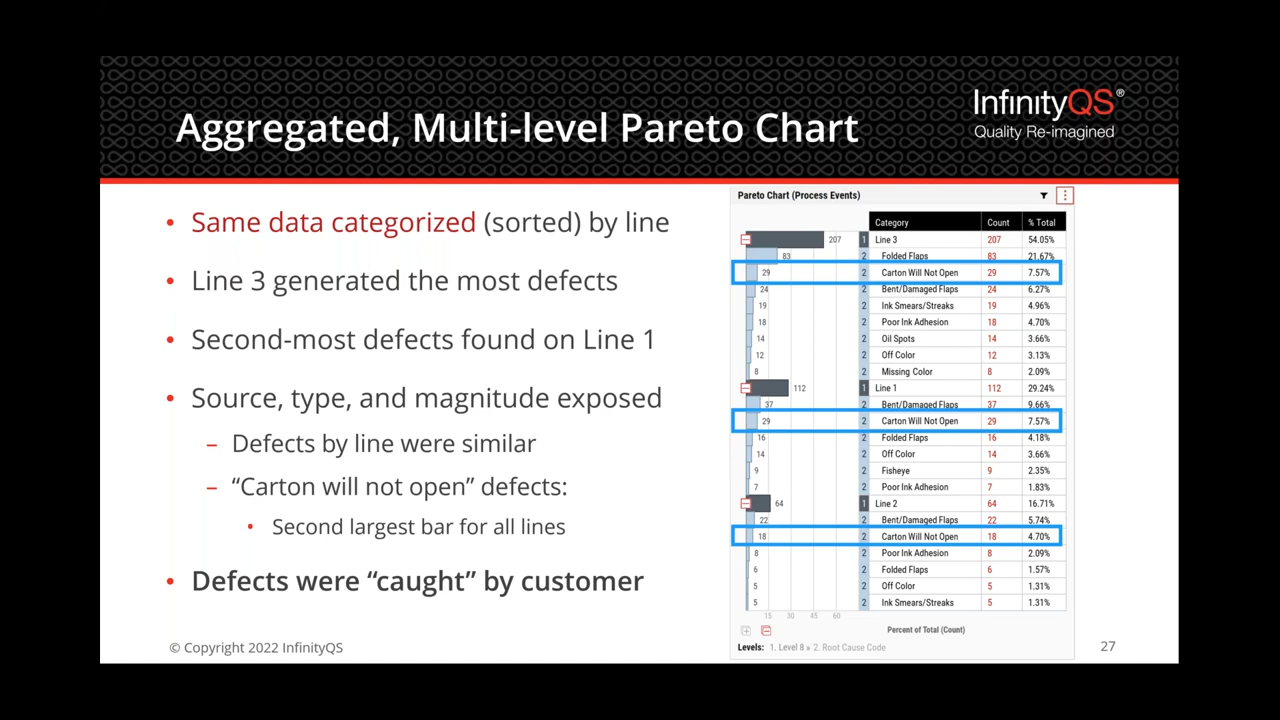 InfinityQS®
Quality Re-imagined
Aggregated, Multi-level Pareto Chart
• Same data categorized (sorted) by line
• Line 3 generated the most defects
• Second-most defects found on Line 1
• Source, type, and magnitude exposed
– Defects by line were similar
– “Carton will not open” defects:
• Second largest bar for all lines
• Defects were “caught” by customer
Pareto Chart (Process Events)
Category Count % Total
207 1 Line 3 207 54.05%
83 2 Folded Flaps 83 21.67%
29 2 Carton Will Not Open 29 7.57%
24 2 Bent/Damaged Flaps 24 6.27%
19 2 Ink Smears/Streaks 19 4.96%
18 2 Poor Ink Adhesion 18 4.70%
14 2 Oil Spots 14 3.66%
12 2 Off Color 12 3.13%
8 2 Missing Color 8 2.09%
112 1 Line 1 112 29.24%
37 2 Bent/Damaged Flaps 37 9.66%
29 2 Carton Will Not Open 29 7.57%
16 2 Folded Flaps 16 4.18%
14 2 Off Color 14 3.66%
9 2 Fisheye 9 2.35%
7 2 Poor Ink Adhesion 7 1.83%
64 1 Line 2 64 16.71%
22 2 Bent/Damaged Flaps 22 5.74%
18 2 Carton Will Not Open 18 4.70%
8 2 Poor Ink Adhesion 8 2.09%
6 2 Folded Flaps 6 1.57%
5 2 Off Color 5 1.31%
5 2 Ink Smears/Streaks 5 1.31%
15 30 45 60
Percent of Total (Count)
Levels: 1. Level 8 » 2. Root Cause Code
© Copyright 2022 InfinityQS
27